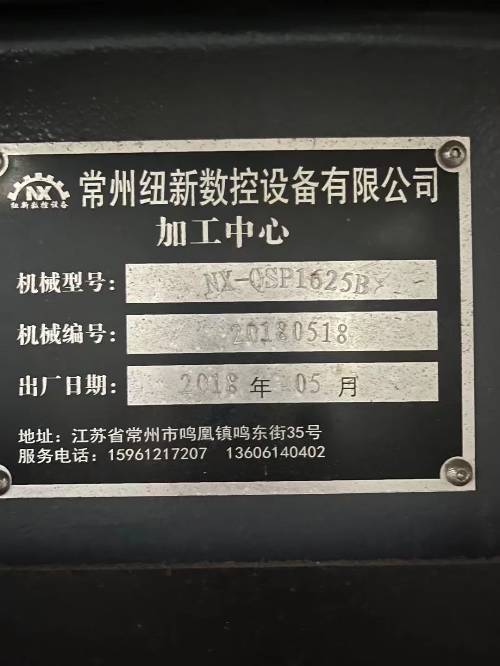 NX
纽新数控设备
常州纽新数控设备有限公司
加工中心
机械型号: NX-CSP1625B
机械编号: 20180518
出厂日期: 2018 年 05 月
地址: 江苏省常州市鸣凰镇鸣东街35号
服务电话: 15961217207 13606140402